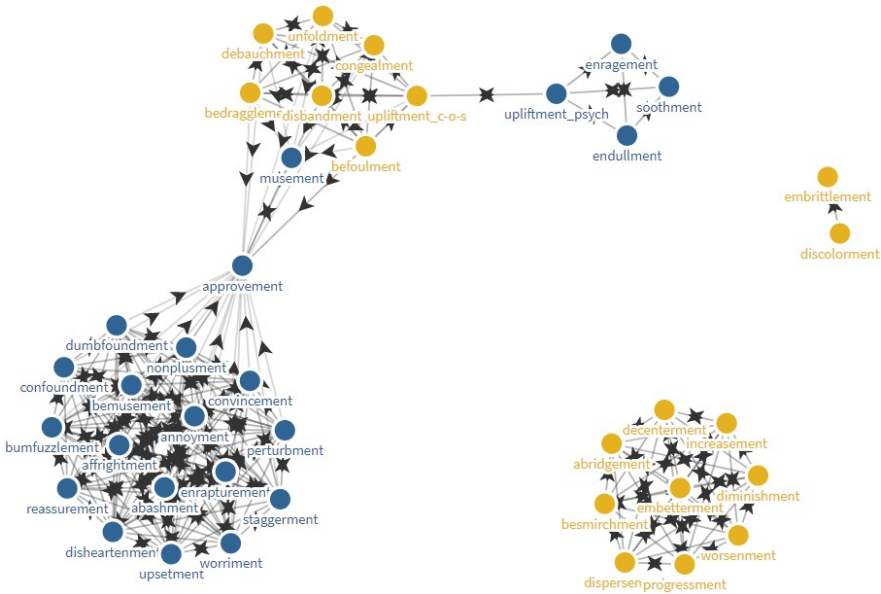 unfoldment
debauchment
congealment
enragement
bedraggleme
disbandment
upliftment_c-o-s
upliftment_psych
soothment
endullment
befoulment
musement
embrittlement
discolorment
approvement
dumbfoundment
nonplusment
confoundment
bemusement
convincement
decenterment
increasement
bumfuzzlement
annoyment
perturbment
affrightment
abridgement
enrapturement
embetterment
diminishment
reassurement
abashment
staggerment
besmirchment
disheartenment
worriment
upsetment
worsenment
dispersen
progressment